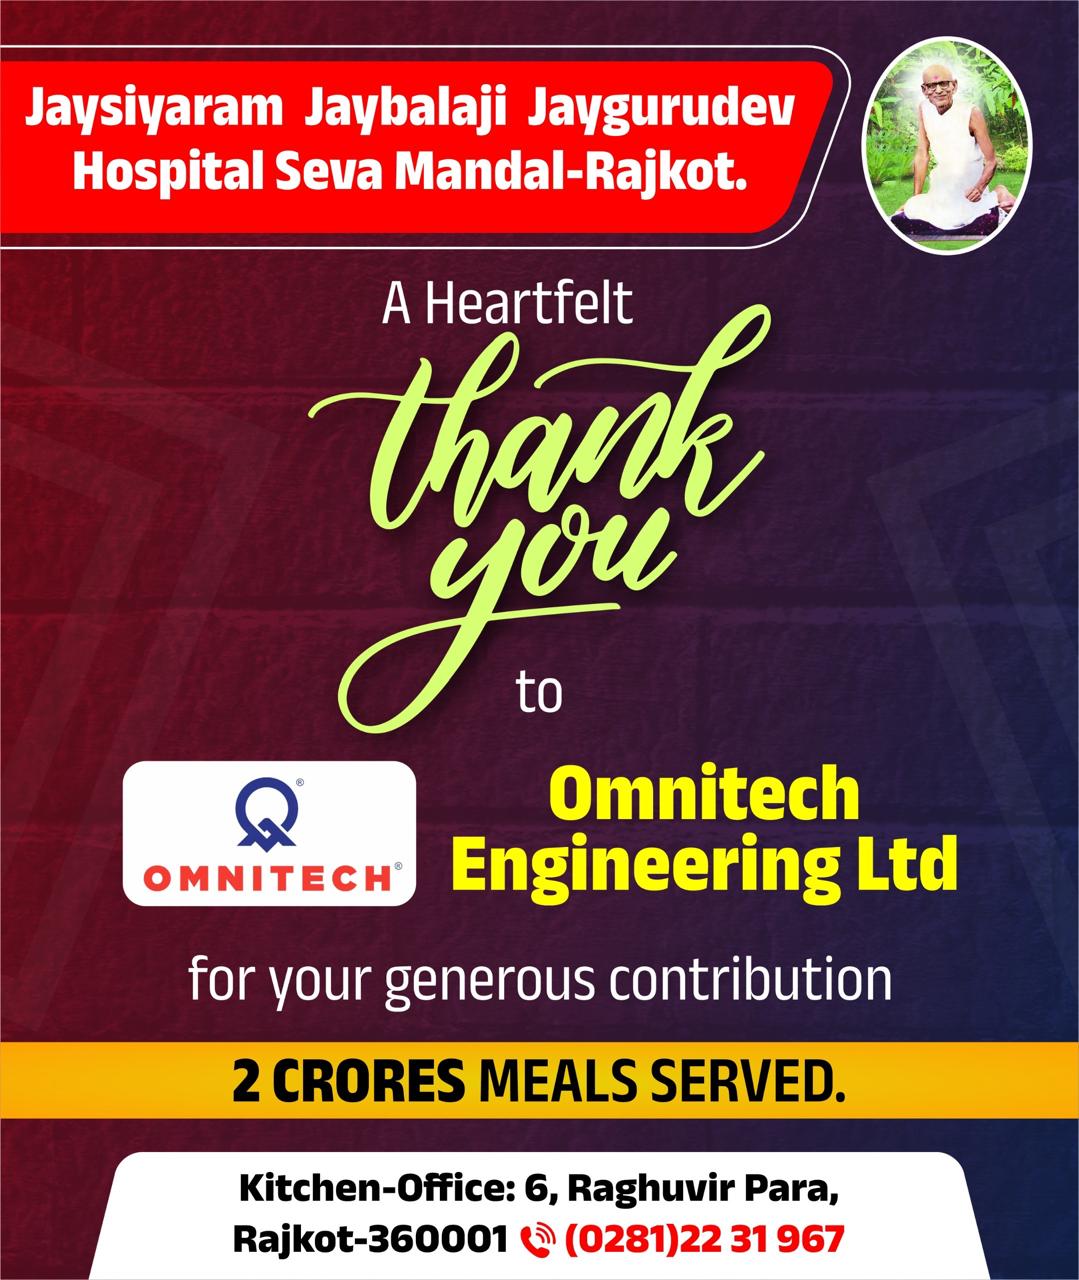 Jaysiyaram Jaybalaji Jaygurudev
Hospital Seva Mandal-Rajkot.
A Heartfelt
thank
you
to
OMNITECH®
Omnitech
Engineering Ltd
for your generous contribution
2 CRORES MEALS SERVED.
Kitchen-Office: 6, Raghuvir Para,
Rajkot-360001 (0281)22 31 967